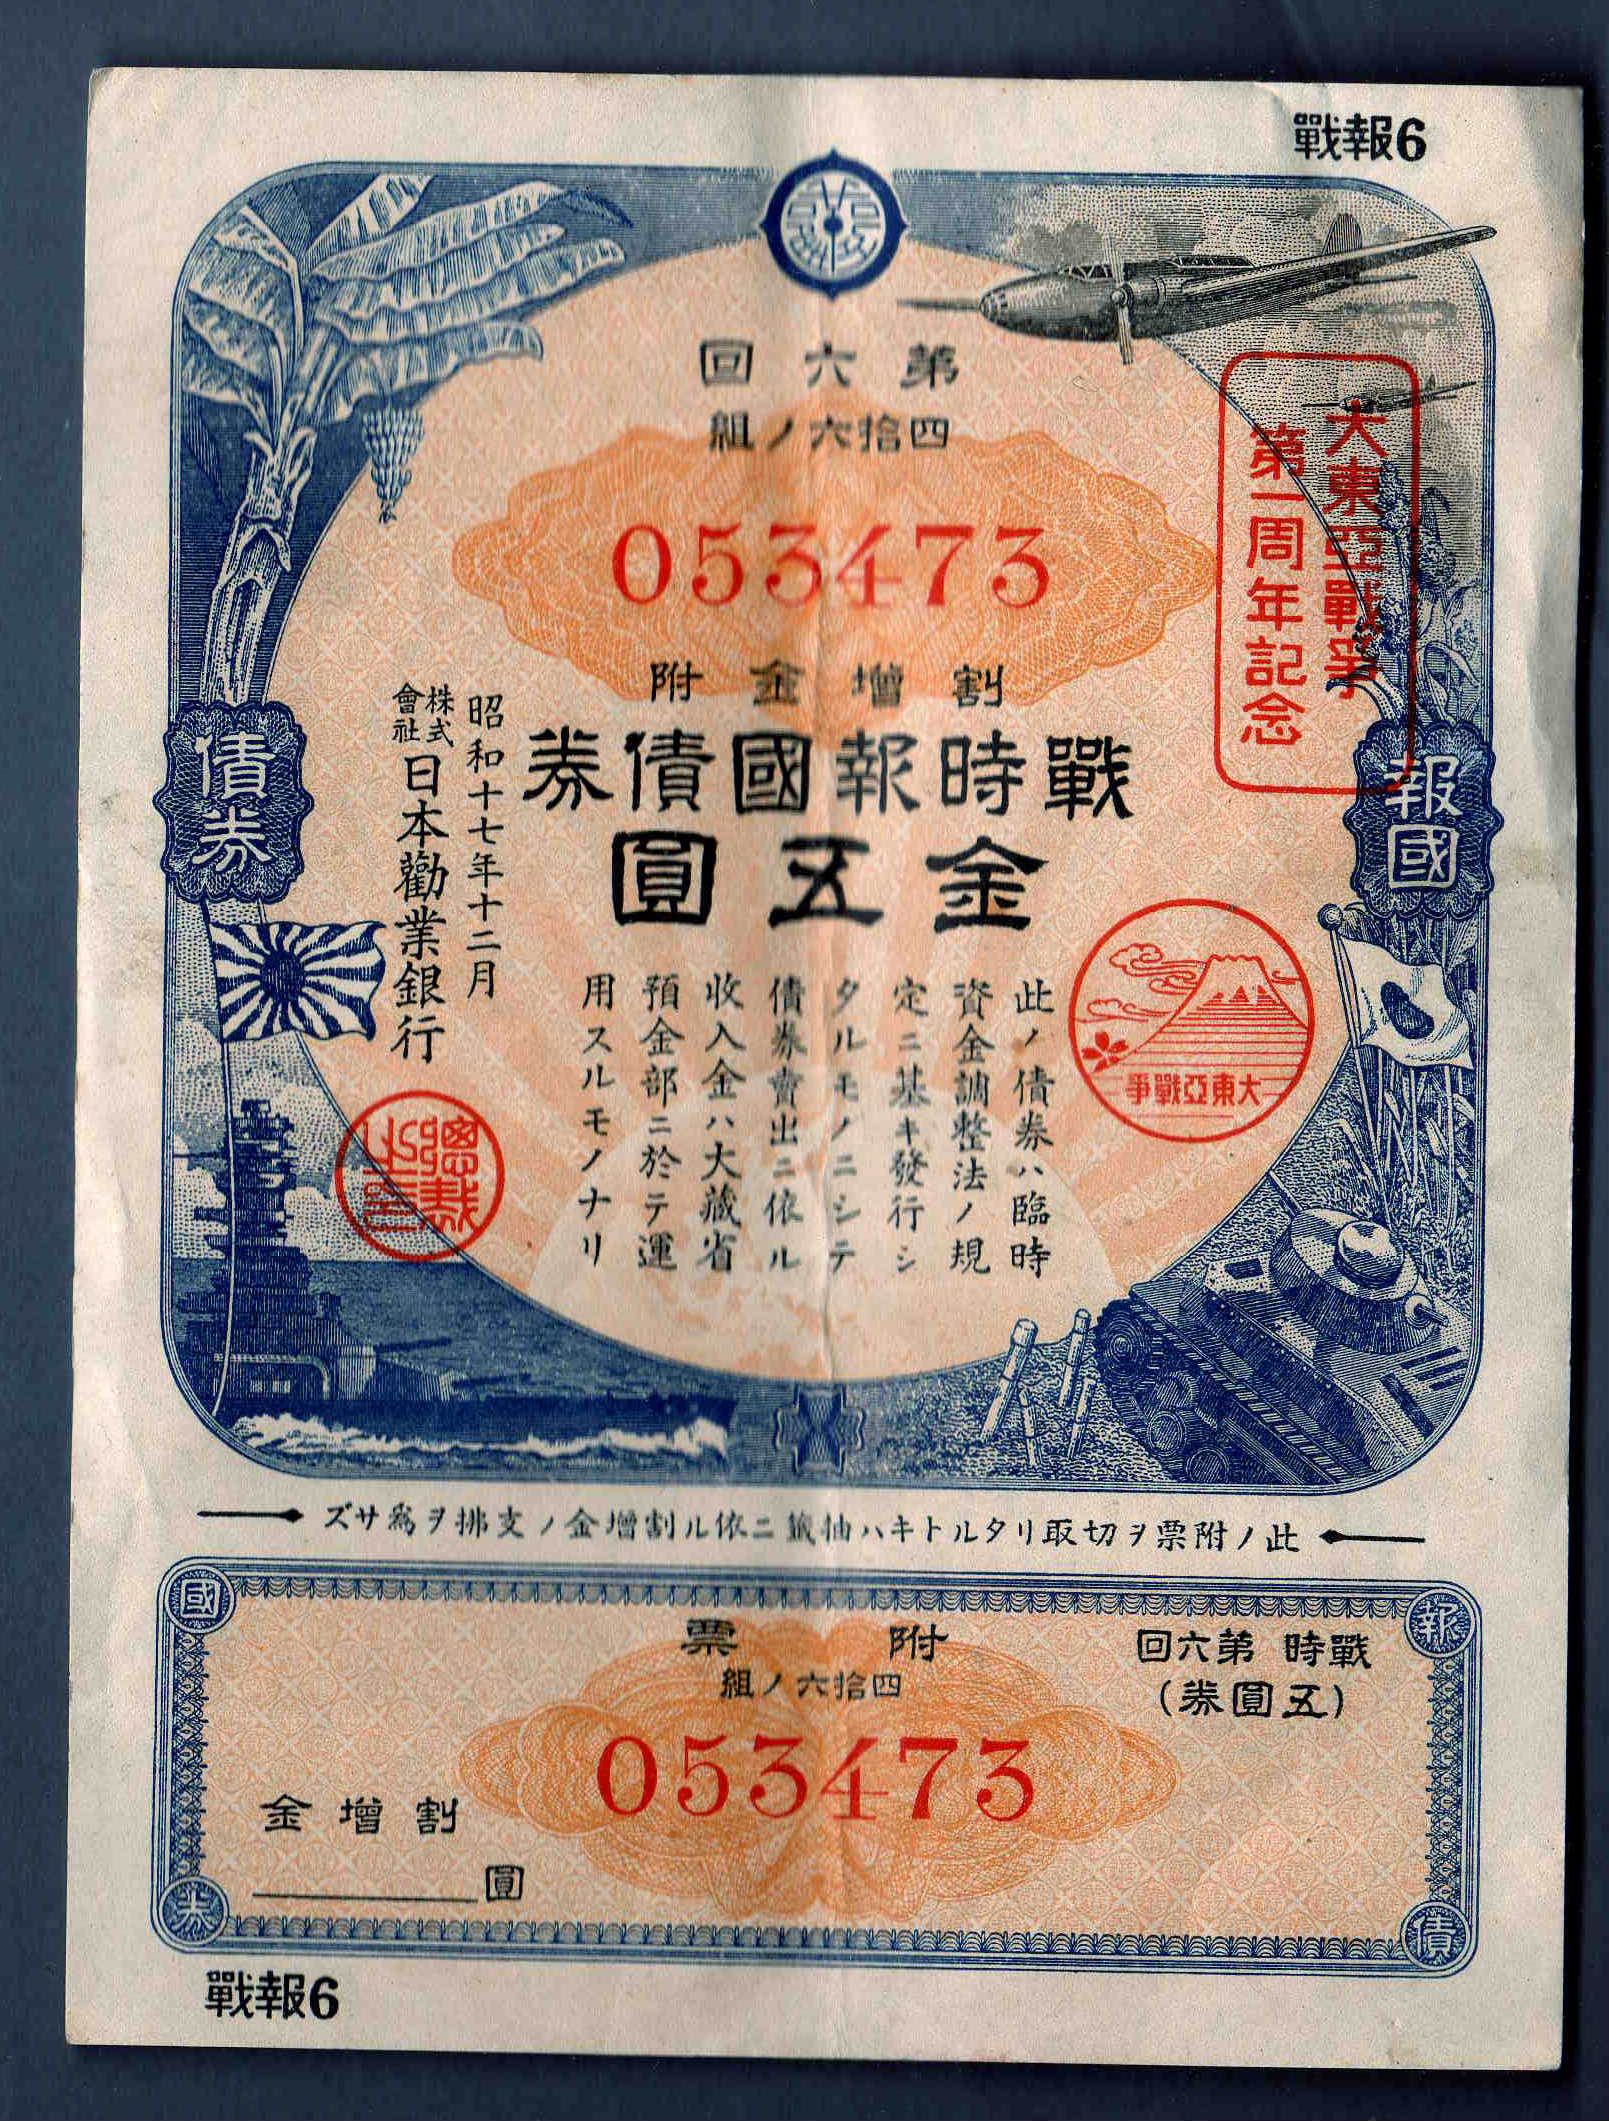 戰報6
第六回
四拾六ノ組
053473
大東亞戰爭
第一周年記念
割增金附
戰時報國債券
金五圓
報國
債券
此ノ債券ハ臨時
資金調整法ノ規
定ニ基キ發行シ
タルモノニシテ
債券賣出ニ依ル
收入金ハ大藏省
預金部ニ於テ運
用スルモノナリ
大東亞戰爭
昭和十七年十二月
株式會社日本勸業銀行
總裁之印
此ノ附票ヲ切取リタルトキハ抽籤ニ依ル割增金ノ支拂ヲ爲サズ
報國債券
戰時 第六回
(五圓券)
附票
四拾六ノ組
053473
割增金
圓
戰報6